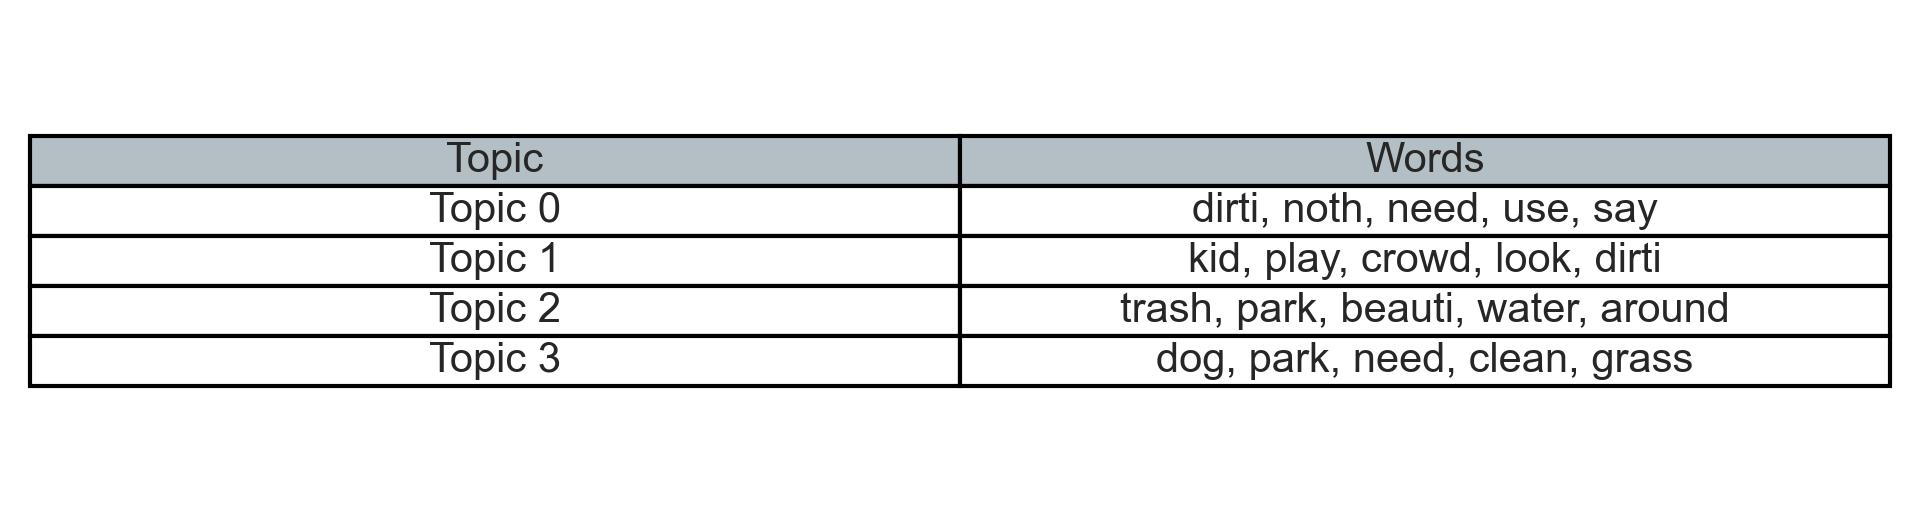 Topic Words
Topic 0 dirti, noth, need, use, say
Topic 1 kid, play, crowd, look, dirti
Topic 2 trash, park, beauti, water, around
Topic 3 dog, park, need, clean, grass